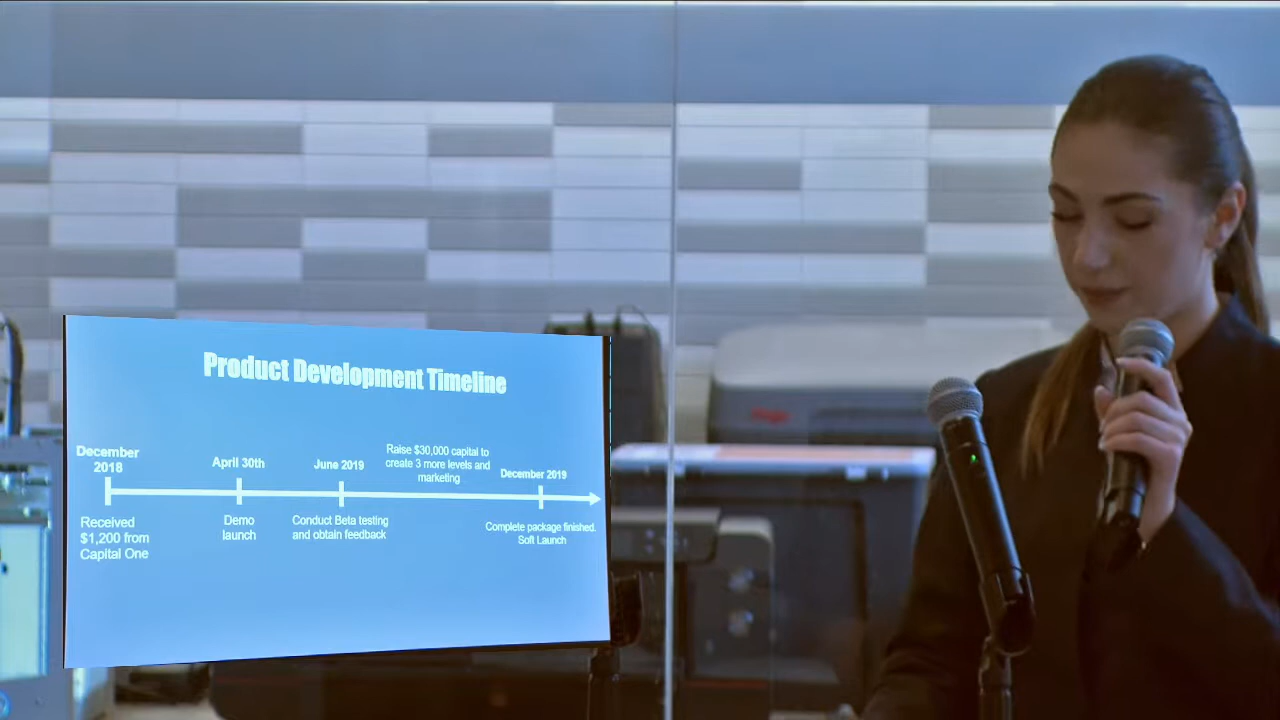 Product Development Timeline
December
2018
April 30th
June 2019
Raise $30,000 capital to
create 3 more levels and
marketing
December 2019
Received
$1,200 from
Capital One
Demo
launch
Conduct Beta testing
and obtain feedback
Complete package finished.
Soft Launch